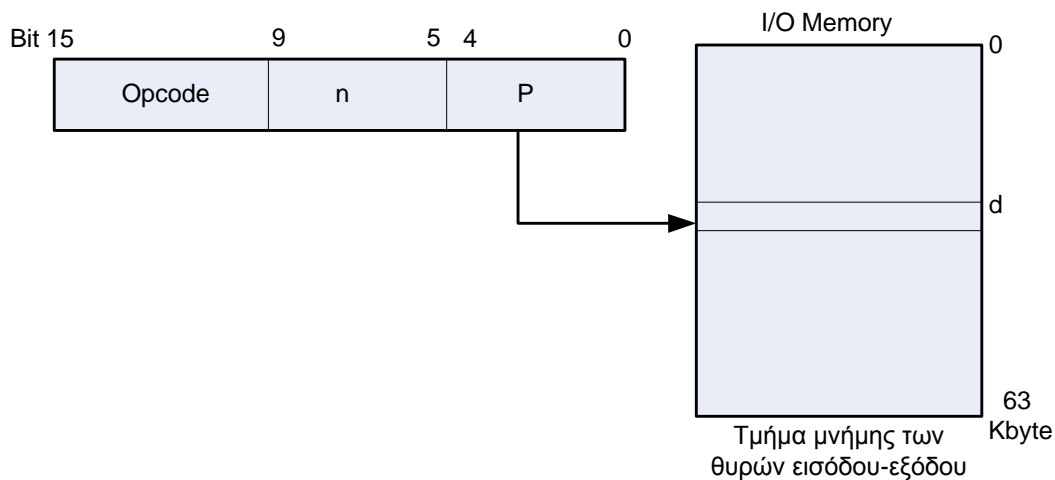 I/O Memory
Bit 15 9 5 4 0
0
Opcode n P
d
63
Kbyte
Τμήμα μνήμης των
θυρών εισόδου-εξόδου